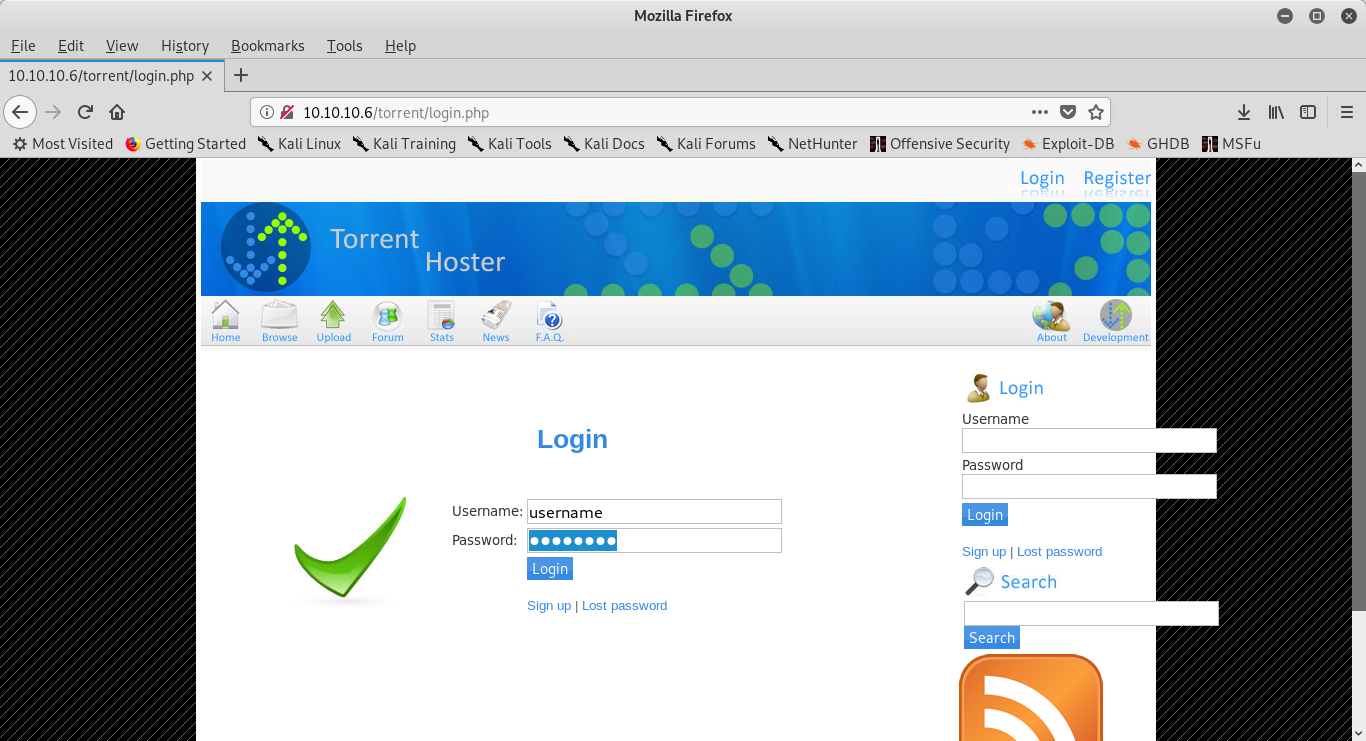 Mozilla Firefox
File Edit View History Bookmarks Tools Help
10.10.10.6/torrent/login.php
10.10.10.6/torrent/login.php
Most Visited Getting Started Kali Linux Kali Training Kali Tools Kali Docs Kali Forums NetHunter Offensive Security Exploit-DB GHDB MSFu
Login Register
Torrent
Hoster
Home Browse Upload Forum Stats News F.A.Q. About Development
Login
Username: username
Password: ●●●●●●●●
Login
Sign up | Lost password
Login
Username
Password
Login
Sign up | Lost password
Search
Search